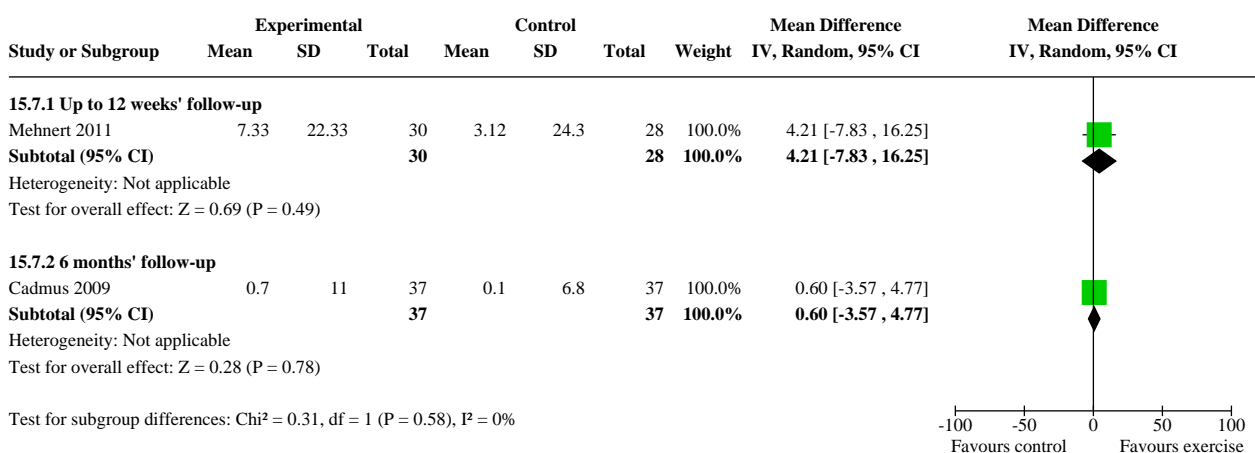 Experimental Control Mean Difference Mean Difference
Study or Subgroup Mean SD Total Mean SD Total Weight IV, Random, 95% CI IV, Random, 95% CI
15.7.1 Up to 12 weeks' follow-up
Mehnert 2011 7.33 22.33 30 3.12 24.3 28 100.0% 4.21 [-7.83 , 16.25]
Subtotal (95% CI) 30 28 100.0% 4.21 [-7.83 , 16.25]
Heterogeneity: Not applicable
Test for overall effect: Z = 0.69 (P = 0.49)
15.7.2 6 months' follow-up
Cadmus 2009 0.7 11 37 0.1 6.8 37 100.0% 0.60 [-3.57 , 4.77]
Subtotal (95% CI) 37 37 100.0% 0.60 [-3.57 , 4.77]
Heterogeneity: Not applicable
Test for overall effect: Z = 0.28 (P = 0.78)
Test for subgroup differences: Chi² = 0.31, df = 1 (P = 0.58), I² = 0%
-100 -50 0 50 100
Favours control Favours exercise